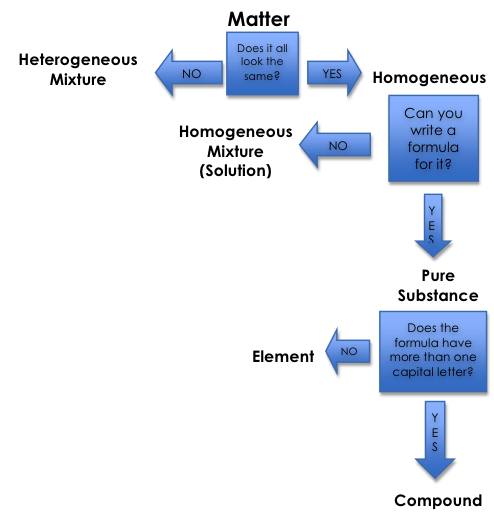 Matter
Does it all
look the
same?
Heterogeneous
Mixture
NO
YES
Homogeneous
Can you
write a
formula
for it?
NO
Homogeneous
Mixture
(Solution)
YES
Pure
Substance
Does the
formula have
more than one
capital letter?
NO
Element
YES
Compound